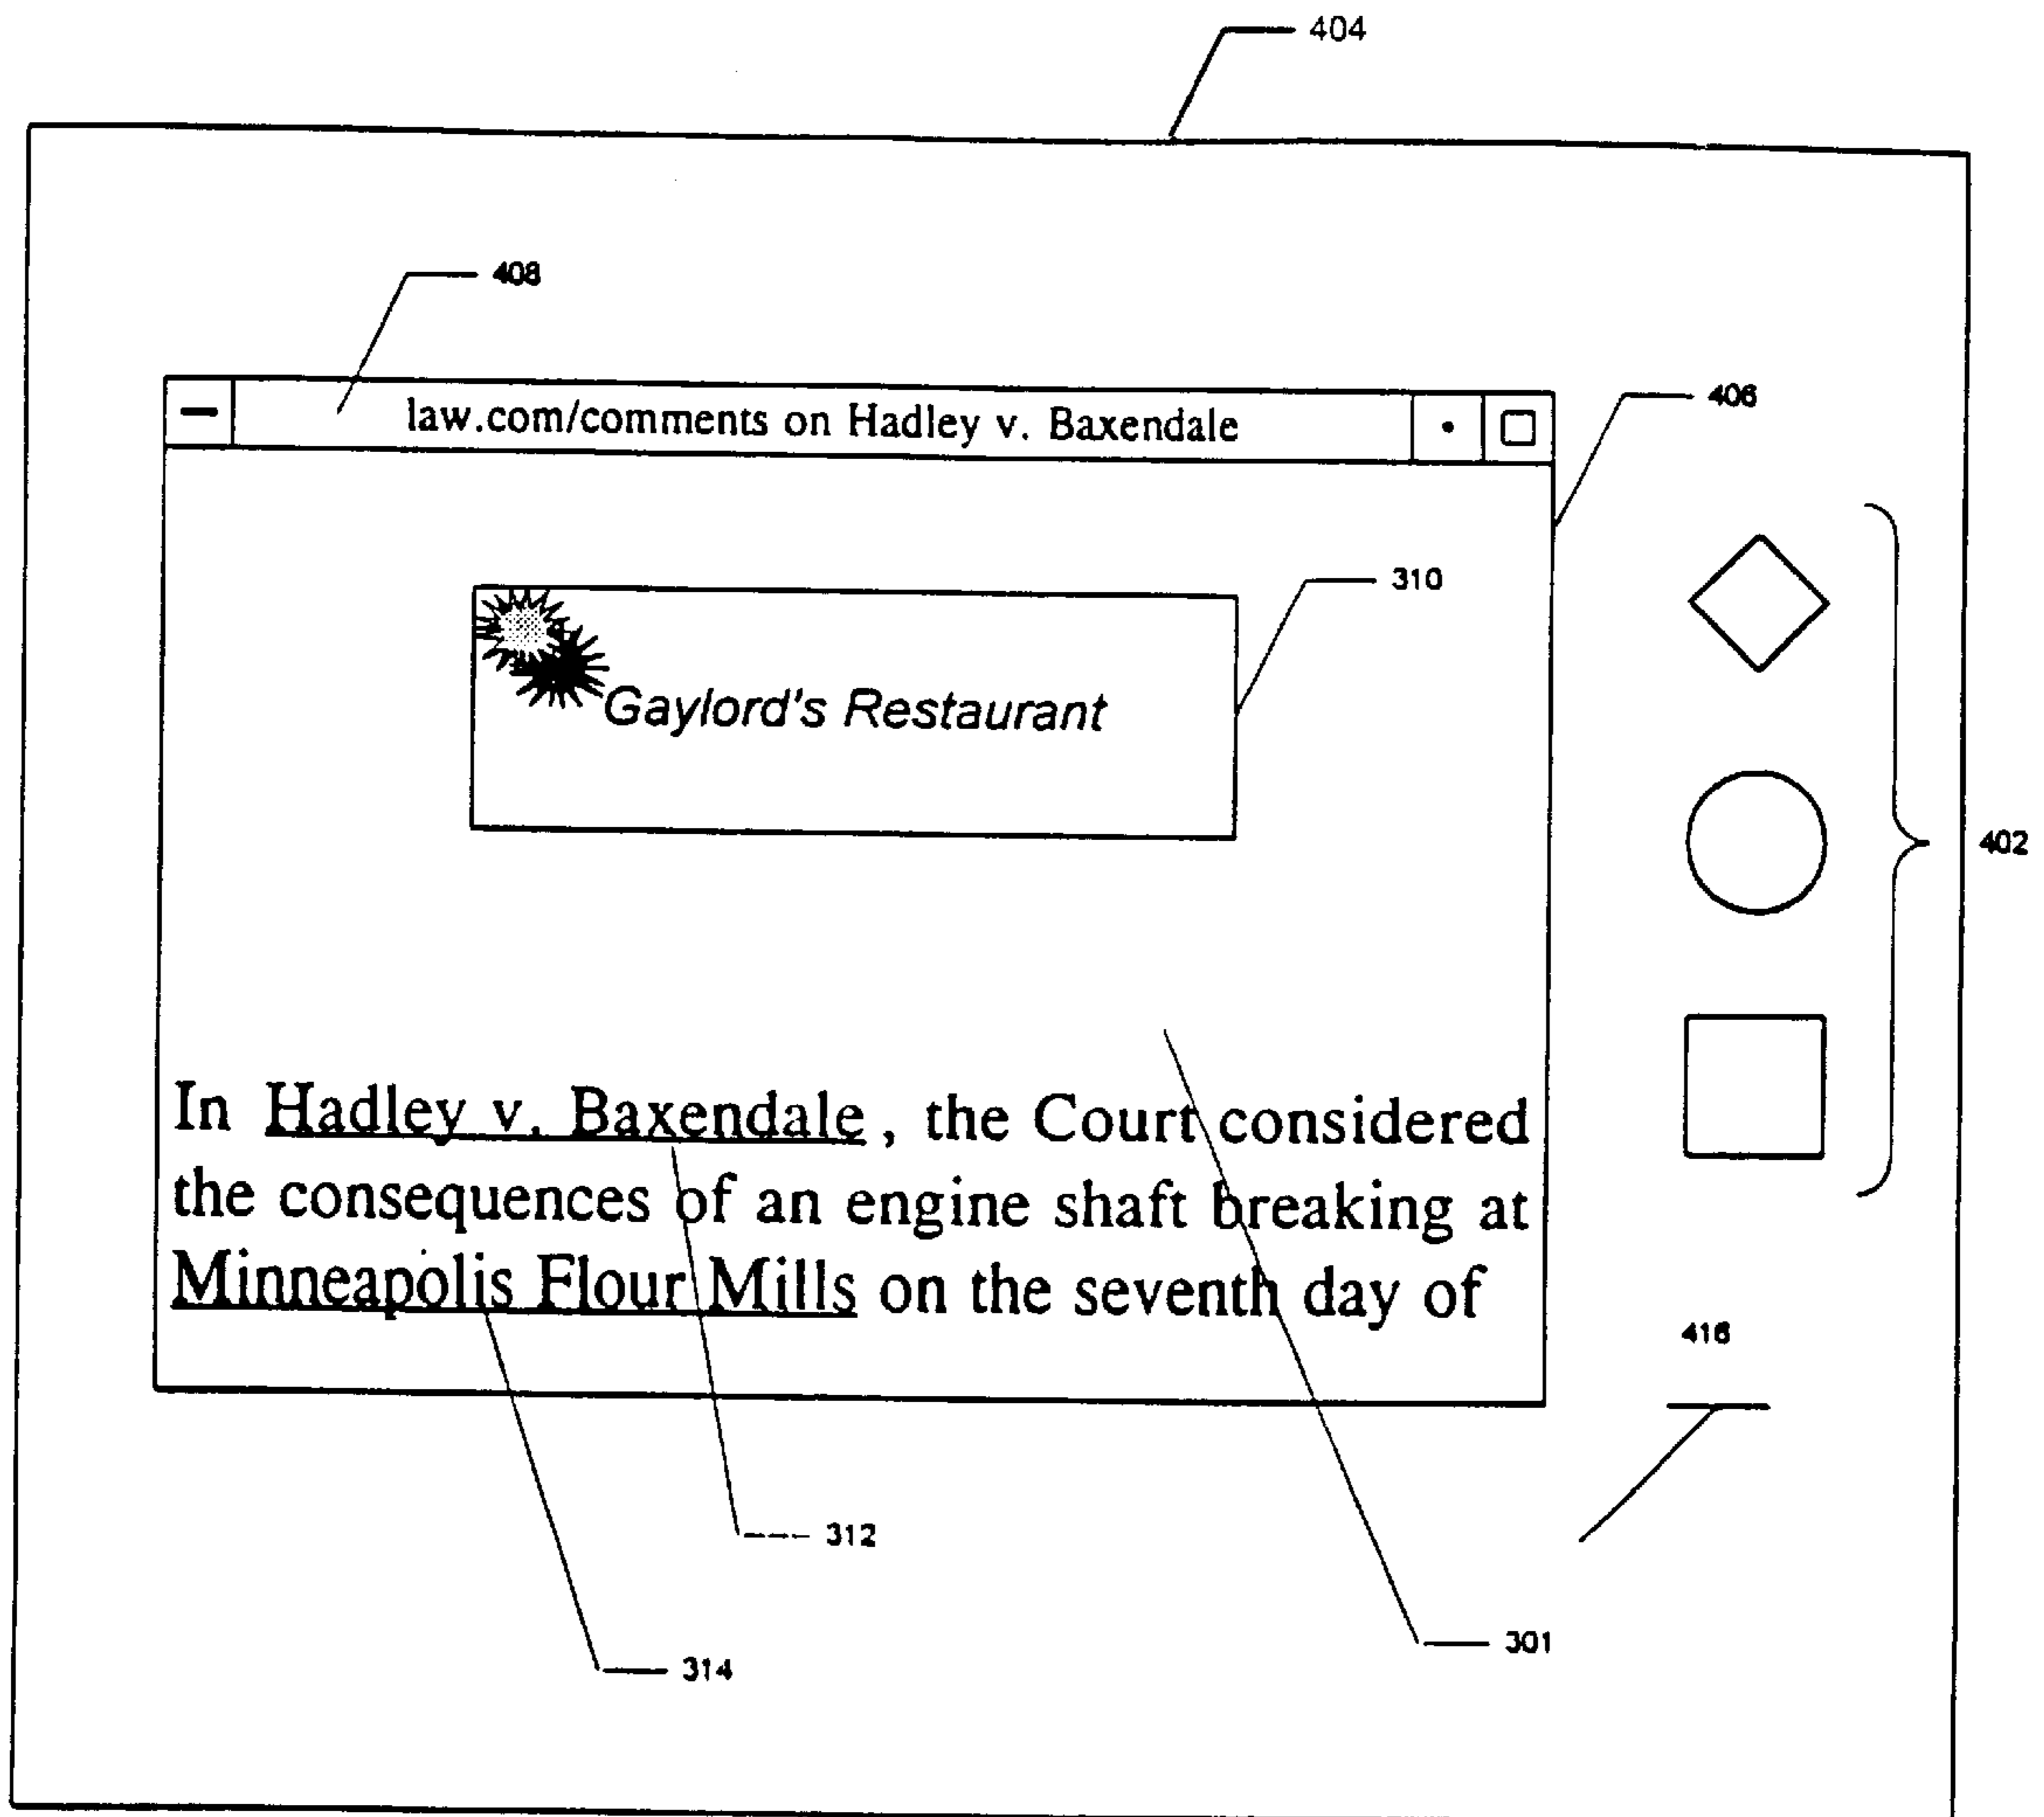 404
408
law.com/comments on Hadley v. Baxendale
406
310
Gaylord's Restaurant
402
In Hadley v. Baxendale, the Court considered
the consequences of an engine shaft breaking at
Minneapolis Flour Mills on the seventh day of
416
312
301
314